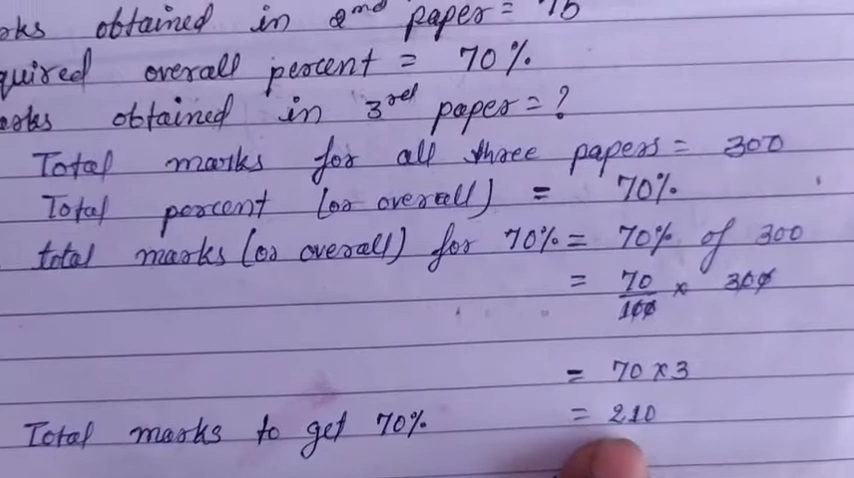 obtained in 2nd paper =
overall percent = 70%.
obtained in 3rd paper = ?
Total marks for all three papers = 300
Total percent (or overall) = 70%.
total marks (or overall) for 70% = 70% of 300
= 70/100 x 300
= 70 x 3
Total marks to get 70% = 210